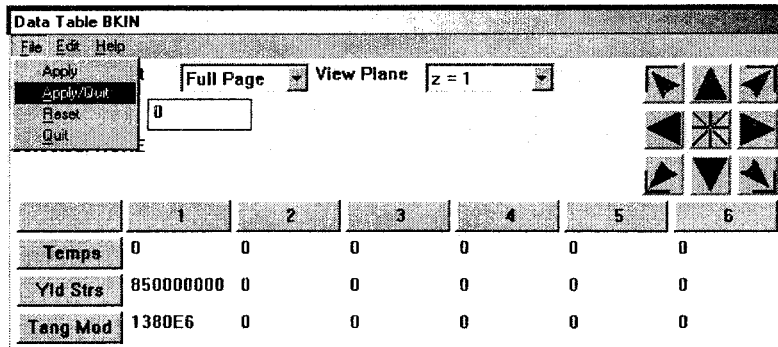 Data Table BKIN
File Edit Help
Apply
t Full Page View Plane z = 1
Apply/Quit
Reset 0
Quit
E
1 2 3 4 5 6
Temps 0 0 0 0 0 0
Yld Strs 850000000 0 0 0 0 0
Tang Mod 1380E6 0 0 0 0 0